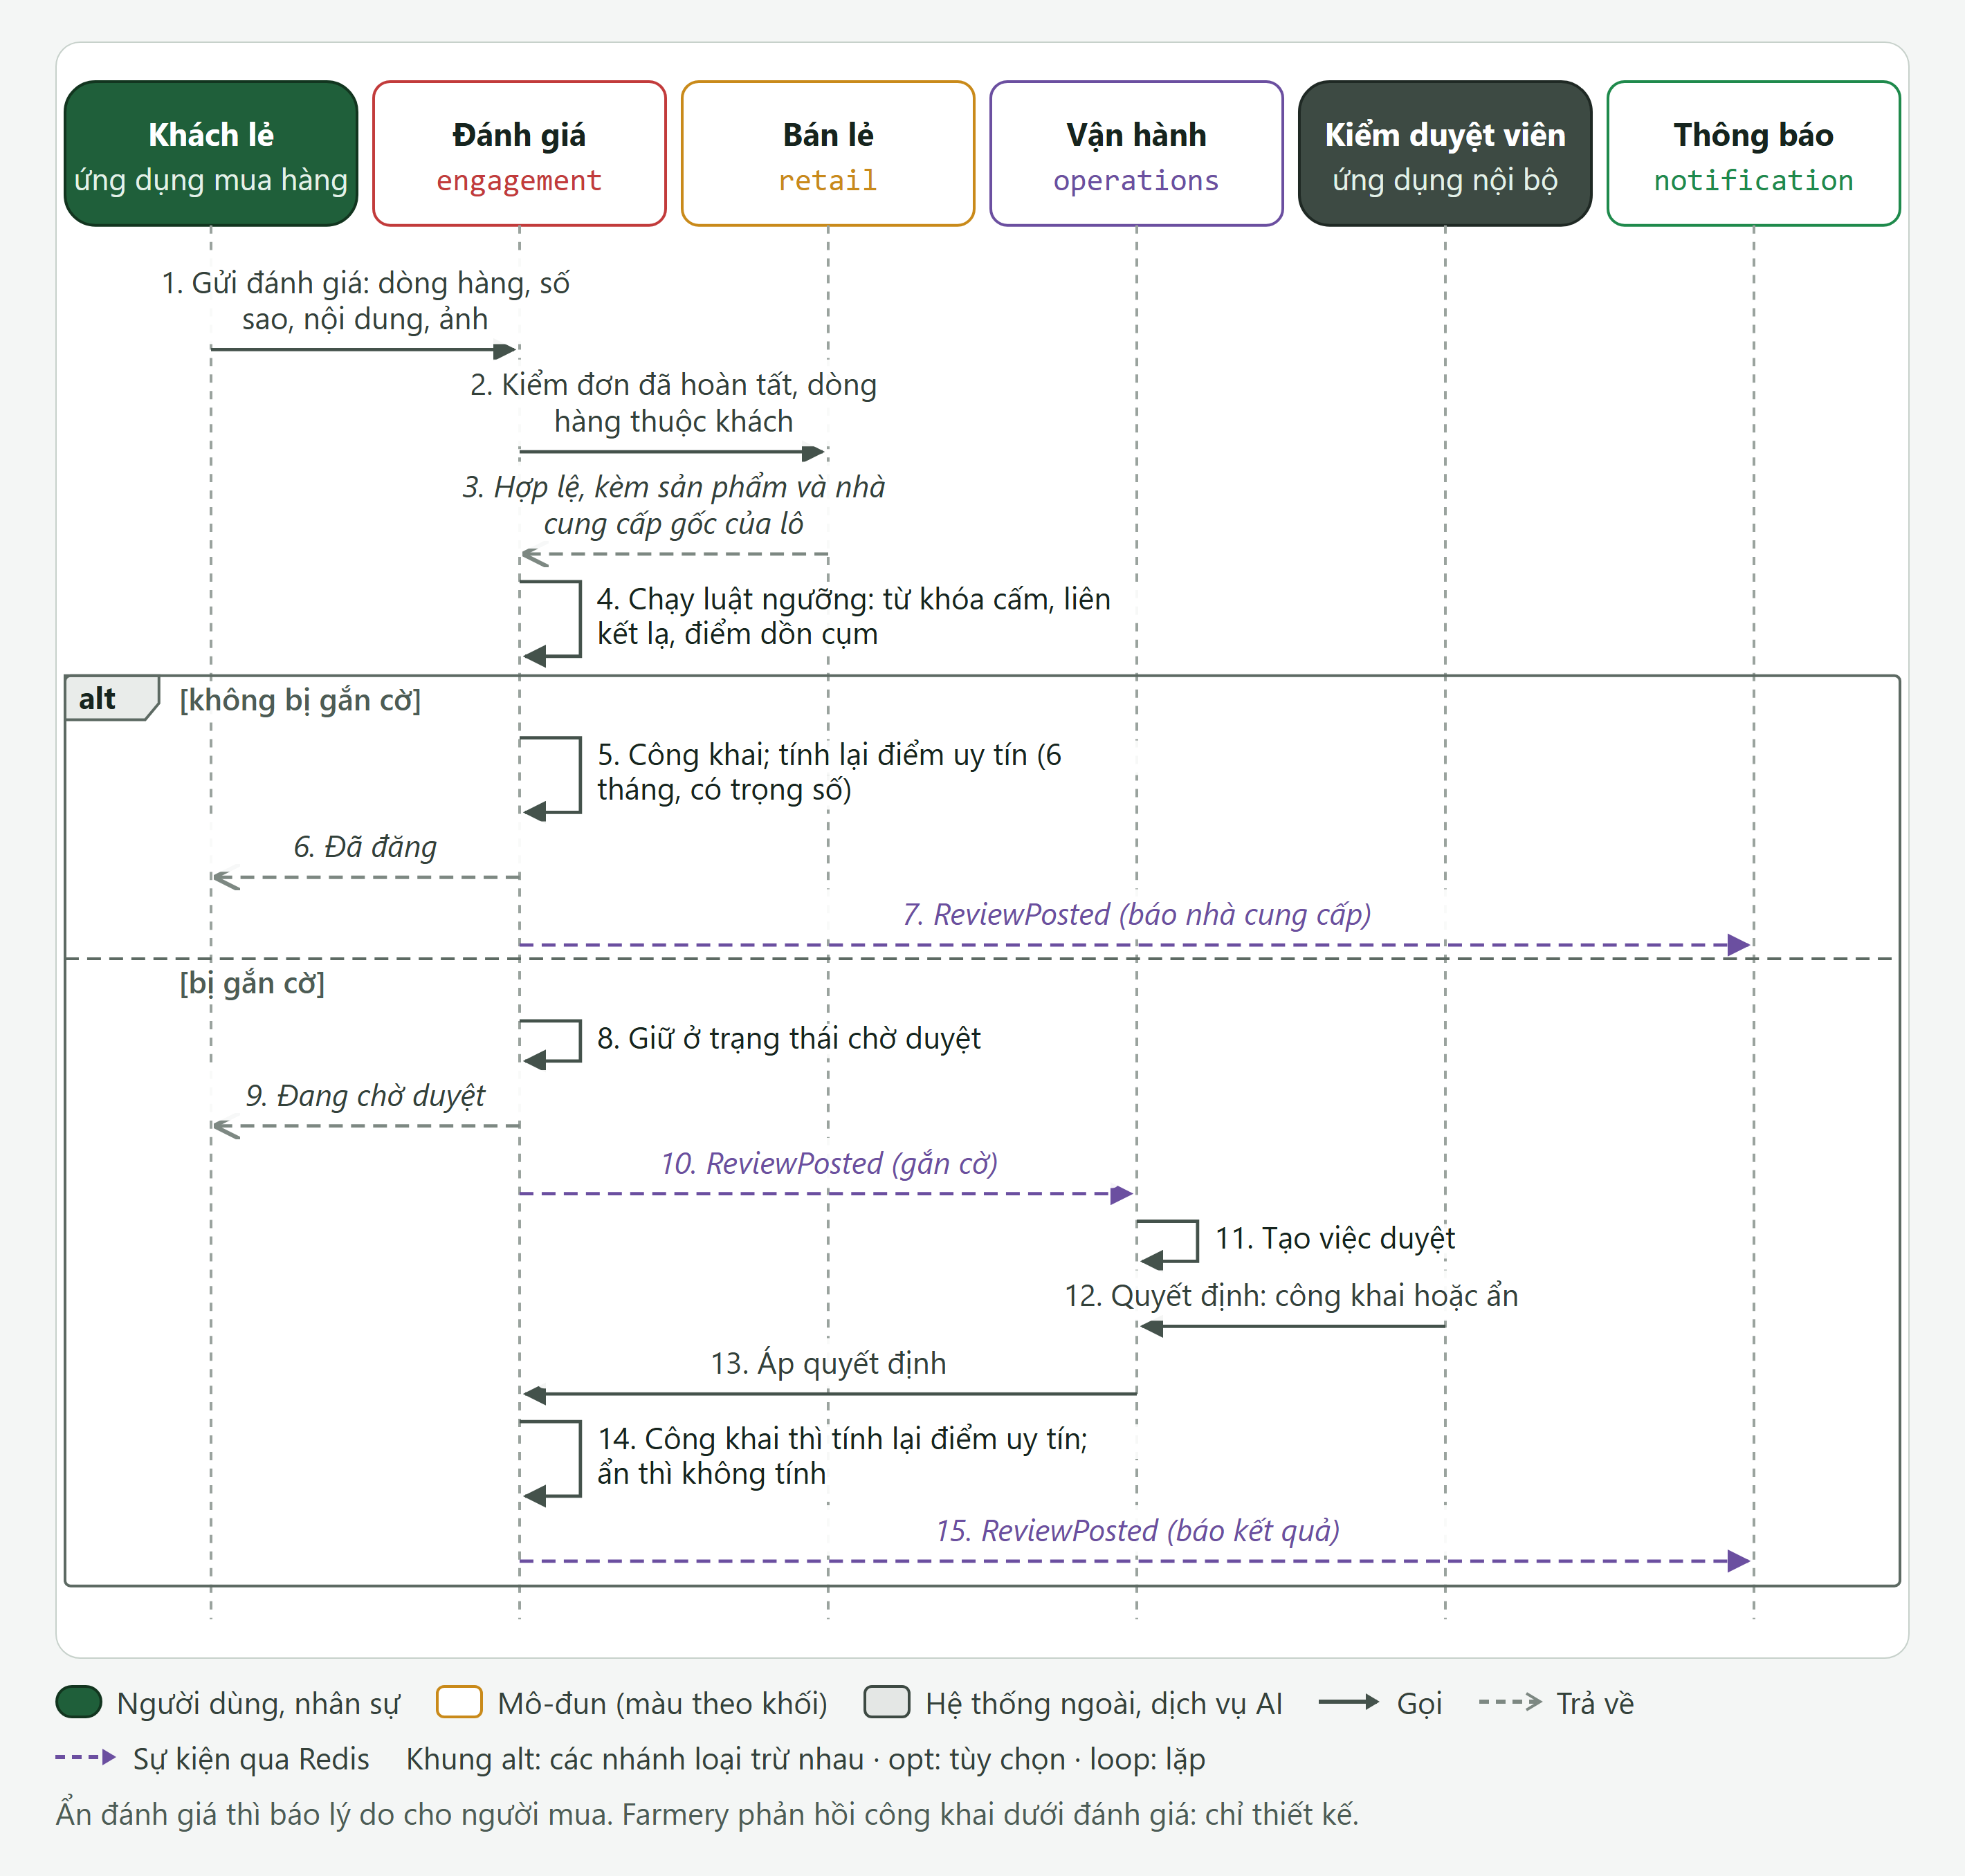 Khách lẻ
ứng dụng mua hàng
Đánh giá
engagement
Bán lẻ
retail
Vận hành
operations
Kiểm duyệt viên
ứng dụng nội bộ
Thông báo
notification
1. Gửi đánh giá: dòng hàng, số
sao, nội dung, ảnh
2. Kiểm đơn đã hoàn tất, dòng
hàng thuộc khách
3. Hợp lệ, kèm sản phẩm và nhà
cung cấp gốc của lô
4. Chạy luật ngưỡng: từ khóa cấm, liên
kết lạ, điểm dồn cụm
alt
[không bị gắn cờ]
5. Công khai; tính lại điểm uy tín (6
tháng, có trọng số)
6. Đã đăng
7. ReviewPosted (báo nhà cung cấp)
[bị gắn cờ]
8. Giữ ở trạng thái chờ duyệt
9. Đang chờ duyệt
10. ReviewPosted (gắn cờ)
11. Tạo việc duyệt
12. Quyết định: công khai hoặc ẩn
13. Áp quyết định
14. Công khai thì tính lại điểm uy tín;
ẩn thì không tính
15. ReviewPosted (báo kết quả)
Người dùng, nhân sự
Mô-đun (màu theo khối)
Hệ thống ngoài, dịch vụ AI
Gọi
Trả về
Sự kiện qua Redis
Khung alt: các nhánh loại trừ nhau · opt: tùy chọn · loop: lặp
Ẩn đánh giá thì báo lý do cho người mua. Farmery phản hồi công khai dưới đánh giá: chỉ thiết kế.